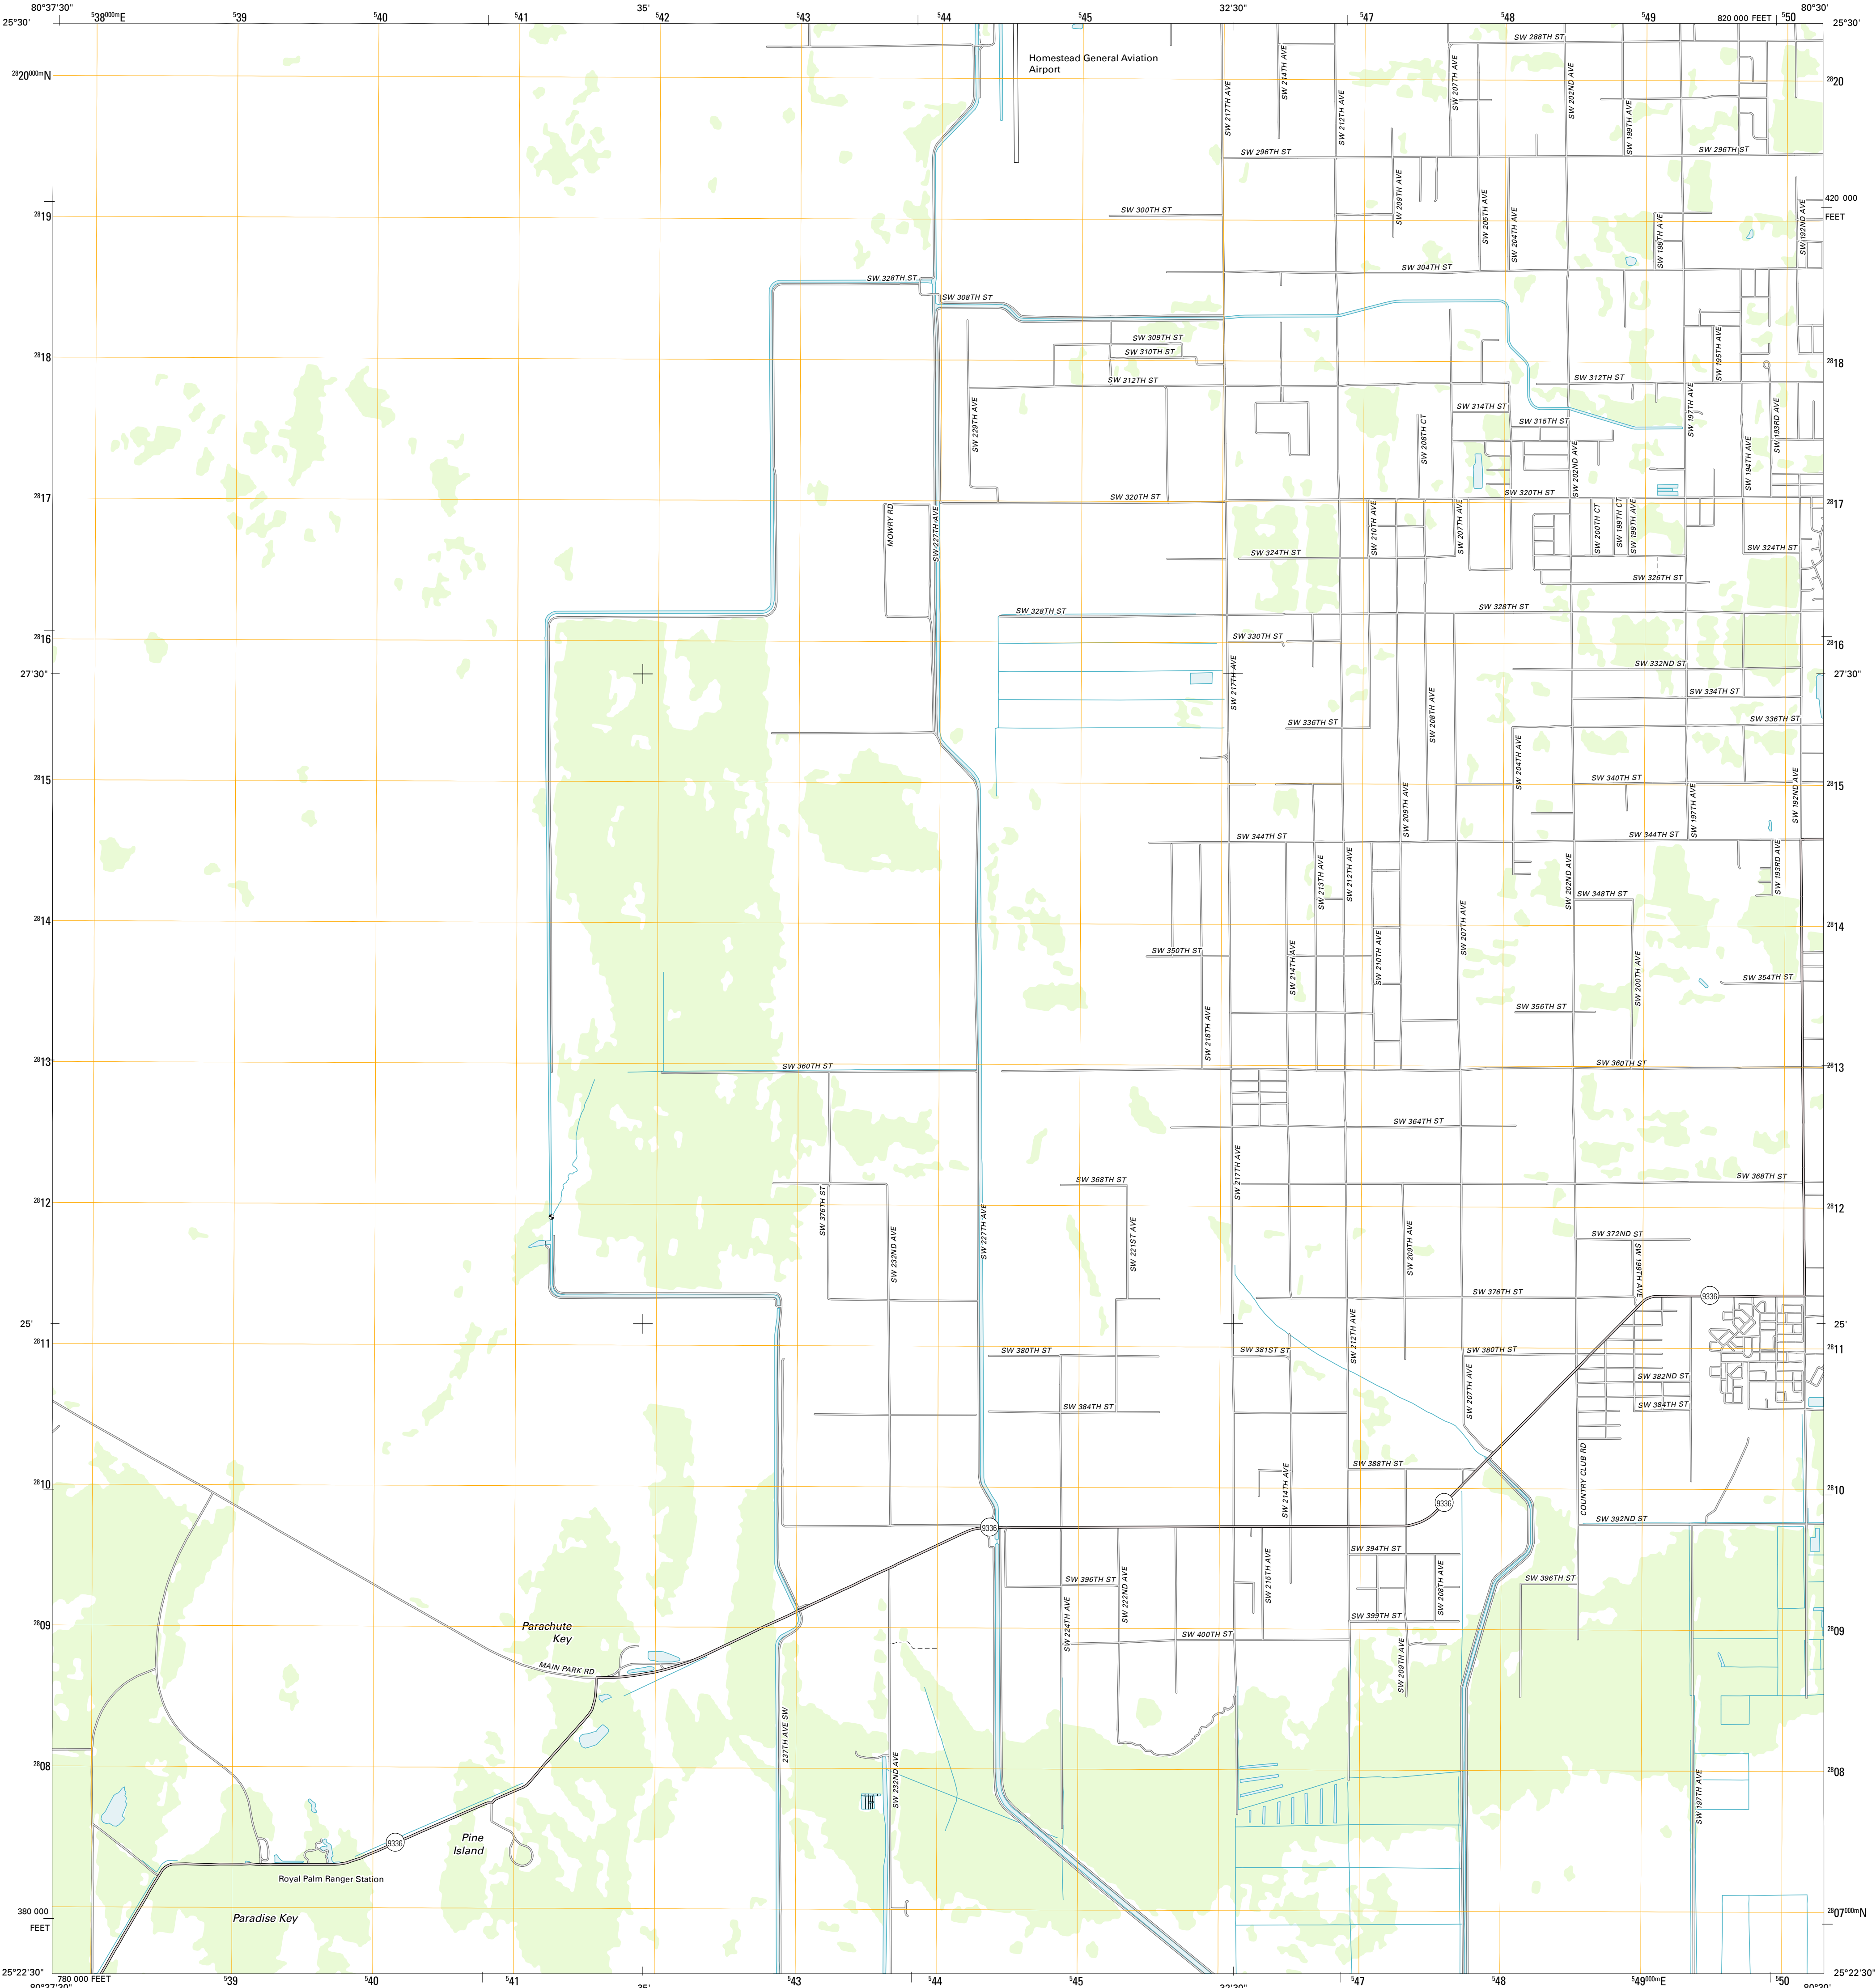 80°37'30"
⁵38⁰⁰⁰ᵐE
⁵39
⁵40
⁵41
35'
⁵42
⁵43
⁵44
⁵45
32'30"
⁵47
⁵48
⁵49
820 000 FEET
⁵50
80°30'
25°30'
25°30'
Homestead General Aviation
Airport
SW 288TH ST
SW 217TH AVE
SW 214TH AVE
SW 212TH AVE
SW 207TH AVE
SW 202ND AVE
SW 199TH AVE
²⁸20⁰⁰⁰ᵐN
²⁸20
SW 296TH ST
SW 296TH ST
SW 209TH AVE
SW 205TH AVE
SW 204TH AVE
SW 198TH AVE
SW 192ND AVE
420 000
FEET
²⁸19
SW 300TH ST
SW 304TH ST
SW 328TH ST
SW 308TH ST
SW 309TH ST
SW 310TH ST
SW 312TH ST
SW 312TH ST
SW 195TH AVE
²⁸18
²⁸18
SW 229TH AVE
SW 208TH CT
SW 314TH ST
SW 315TH ST
SW 202ND AVE
SW 197TH AVE
SW 194TH AVE
SW 193RD AVE
²⁸17
²⁸17
SW 320TH ST
SW 320TH ST
MOWRY RD
SW 227TH AVE
SW 210TH AVE
SW 207TH AVE
SW 200TH CT
SW 199TH CT
SW 199TH AVE
SW 324TH ST
SW 324TH ST
SW 326TH ST
SW 328TH ST
SW 328TH ST
²⁸16
²⁸16
SW 330TH ST
SW 332ND ST
27'30"
27'30"
SW 217TH AVE
SW 208TH AVE
SW 334TH ST
SW 336TH ST
SW 336TH ST
SW 204TH AVE
²⁸15
²⁸15
SW 340TH ST
SW 209TH AVE
SW 197TH AVE
SW 192ND AVE
SW 344TH ST
SW 344TH ST
SW 213TH AVE
SW 212TH AVE
SW 202ND AVE
SW 193RD AVE
SW 348TH ST
²⁸14
²⁸14
SW 207TH AVE
SW 350TH ST
SW 214TH AVE
SW 210TH AVE
SW 200TH AVE
SW 354TH ST
SW 356TH ST
SW 218TH AVE
²⁸13
²⁸13
SW 360TH ST
SW 360TH ST
SW 364TH ST
SW 217TH AVE
SW 368TH ST
SW 368TH ST
²⁸12
²⁸12
SW 376TH ST
SW 232ND AVE
SW 227TH AVE
SW 221ST AVE
SW 209TH AVE
SW 372ND ST
SW 199TH AVE
SW 376TH ST
9336
25'
25'
SW 212TH AVE
²⁸11
²⁸11
SW 380TH ST
SW 381ST ST
SW 380TH ST
SW 207TH AVE
SW 382ND ST
SW 384TH ST
SW 384TH ST
COUNTRY CLUB RD
SW 388TH ST
SW 214TH AVE
²⁸10
²⁸10
9336
9336
SW 392ND ST
SW 394TH ST
SW 215TH AVE
SW 208TH AVE
SW 396TH ST
SW 396TH ST
SW 222ND AVE
SW 224TH AVE
SW 399TH ST
SW 400TH ST
SW 209TH AVE
²⁸09
²⁸09
Parachute
Key
MAIN PARK RD
237TH AVE SW
SW 232ND AVE
²⁸08
²⁸08
SW 197TH AVE
9336
Pine
Island
Royal Palm Ranger Station
Paradise Key
380 000
FEET
²⁸07⁰⁰⁰ᵐN
25°22'30"
25°22'30"
780 000 FEET
80°37'30"
⁵39
⁵40
⁵41
35'
⁵43
⁵44
⁵45
32'30"
⁵47
⁵48
⁵49⁰⁰⁰ᵐE
⁵50
80°30'